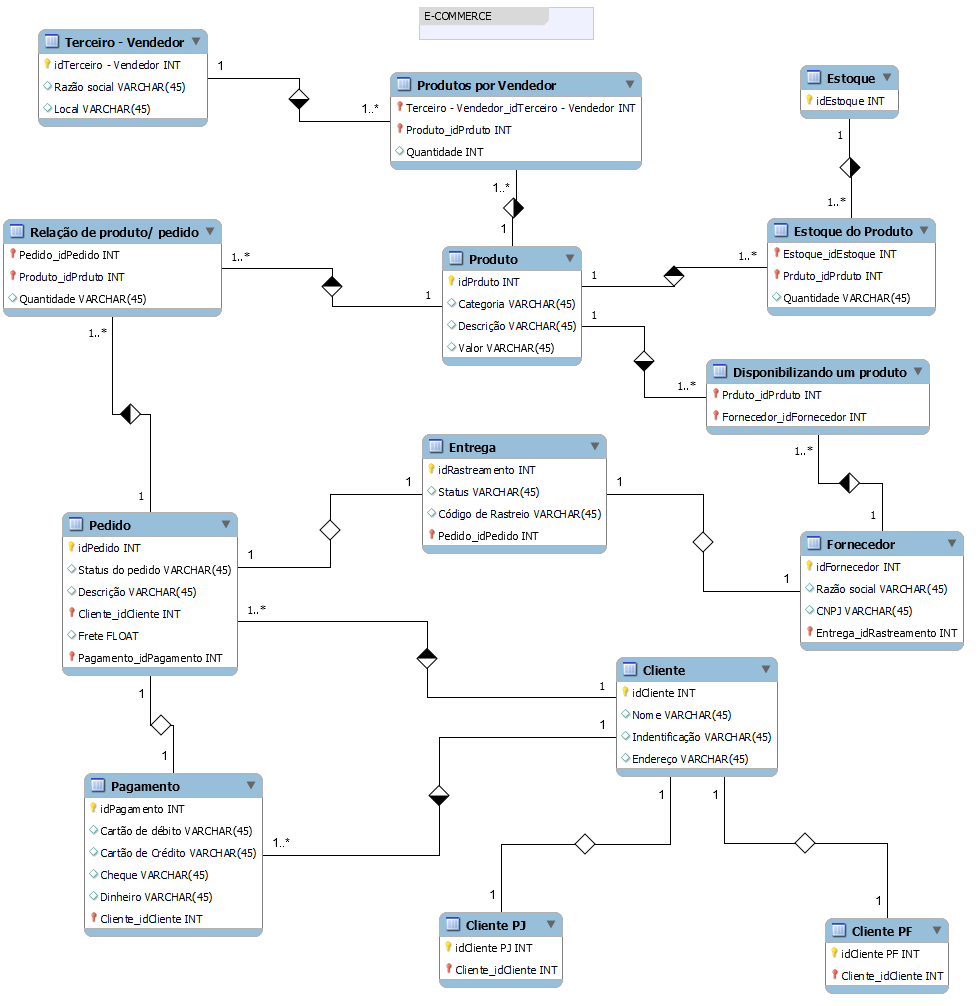 E-COMMERCE
Terceiro - Vendedor
idTerceiro - Vendedor INT
Razão social VARCHAR(45)
Local VARCHAR(45)
1
1..*
Produtos por Vendedor
Terceiro - Vendedor_idTerceiro - Vendedor INT
Produto_idPrduto INT
Quantidade INT
1..*
1
Estoque
idEstoque INT
1
1..*
Relação de produto/ pedido
Pedido_idPedido INT
Produto_idPrduto INT
Quantidade VARCHAR(45)
1..*
1
1..*
1
Produto
idPrduto INT
Categoria VARCHAR(45)
Descrição VARCHAR(45)
Valor VARCHAR(45)
1
1..*
1
1..*
Estoque do Produto
Estoque_idEstoque INT
Prduto_idPrduto INT
Quantidade VARCHAR(45)
Disponibilizando um produto
Prduto_idPrduto INT
Fornecedor_idFornecedor INT
1..*
1
Entrega
idRastreamento INT
Status VARCHAR(45)
Código de Rastreio VARCHAR(45)
Pedido_idPedido INT
1
1
1
1
Pedido
idPedido INT
Status do pedido VARCHAR(45)
Descrição VARCHAR(45)
Cliente_idCliente INT
Frete FLOAT
Pagamento_idPagamento INT
Fornecedor
idFornecedor INT
Razão social VARCHAR(45)
CNPJ VARCHAR(45)
Entrega_idRastreamento INT
1..*
1
1
1
Cliente
idCliente INT
Nome VARCHAR(45)
Indentificação VARCHAR(45)
Endereço VARCHAR(45)
1
1..*
Pagamento
idPagamento INT
Cartão de débito VARCHAR(45)
Cartão de Crédito VARCHAR(45)
Cheque VARCHAR(45)
Dinheiro VARCHAR(45)
Cliente_idCliente INT
1
1
1
1
Cliente PJ
idCliente PJ INT
Cliente_idCliente INT
Cliente PF
idCliente PF INT
Cliente_idCliente INT